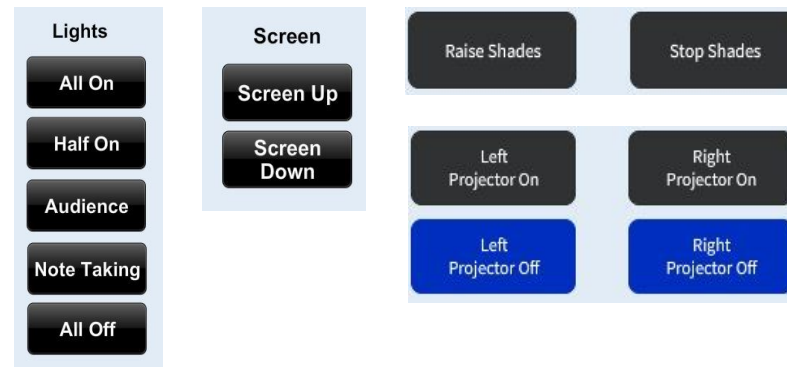 Lights
All On
Half On
Audience
Note Taking
All Off
Screen
Screen Up
Screen
Down
Raise Shades
Stop Shades
Left
Projector On
Right
Projector On
Left
Projector Off
Right
Projector Off